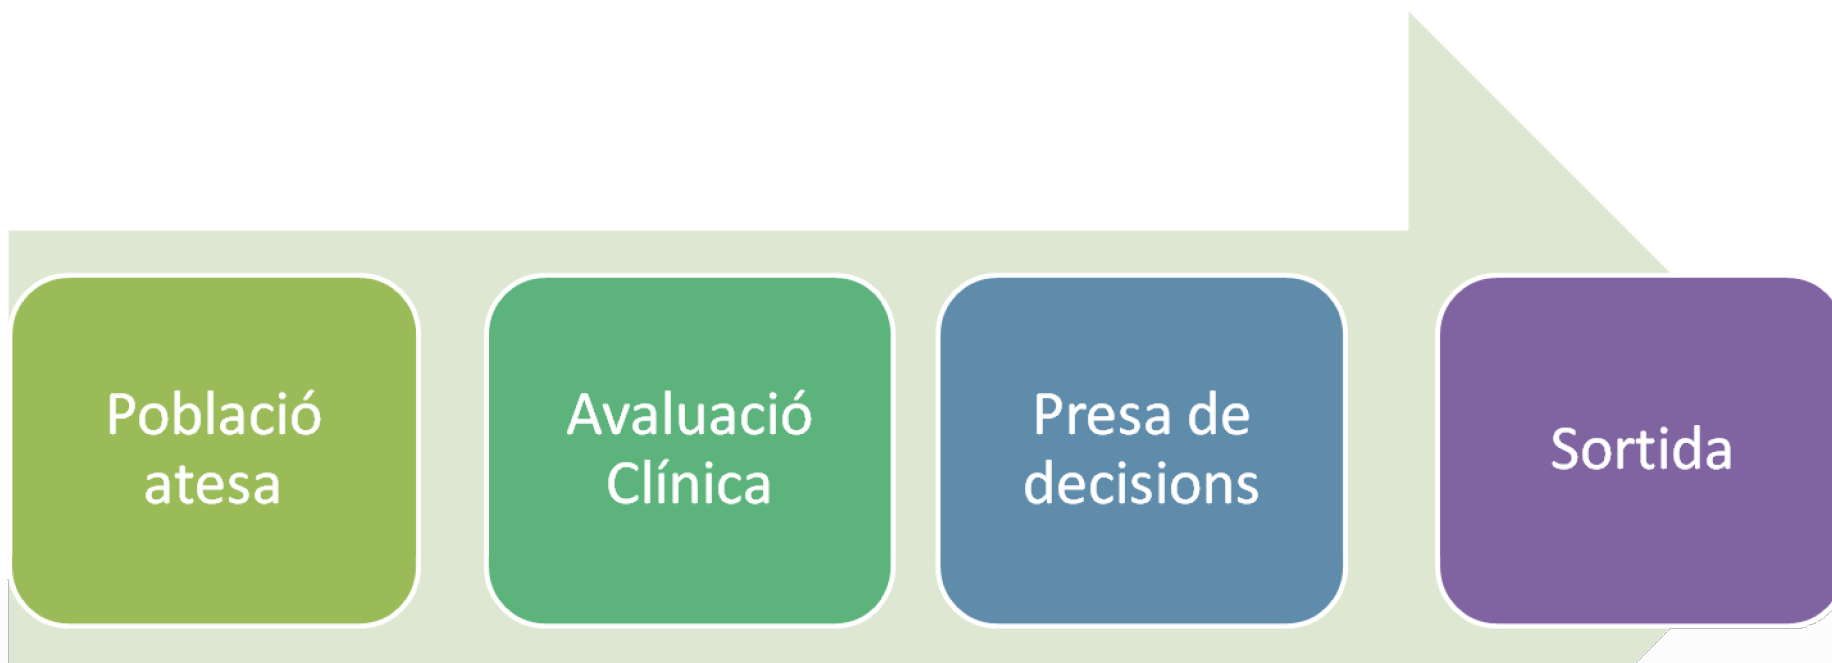 Població
atesa
Avaluació
Clínica
Presa de
decisions
Sortida